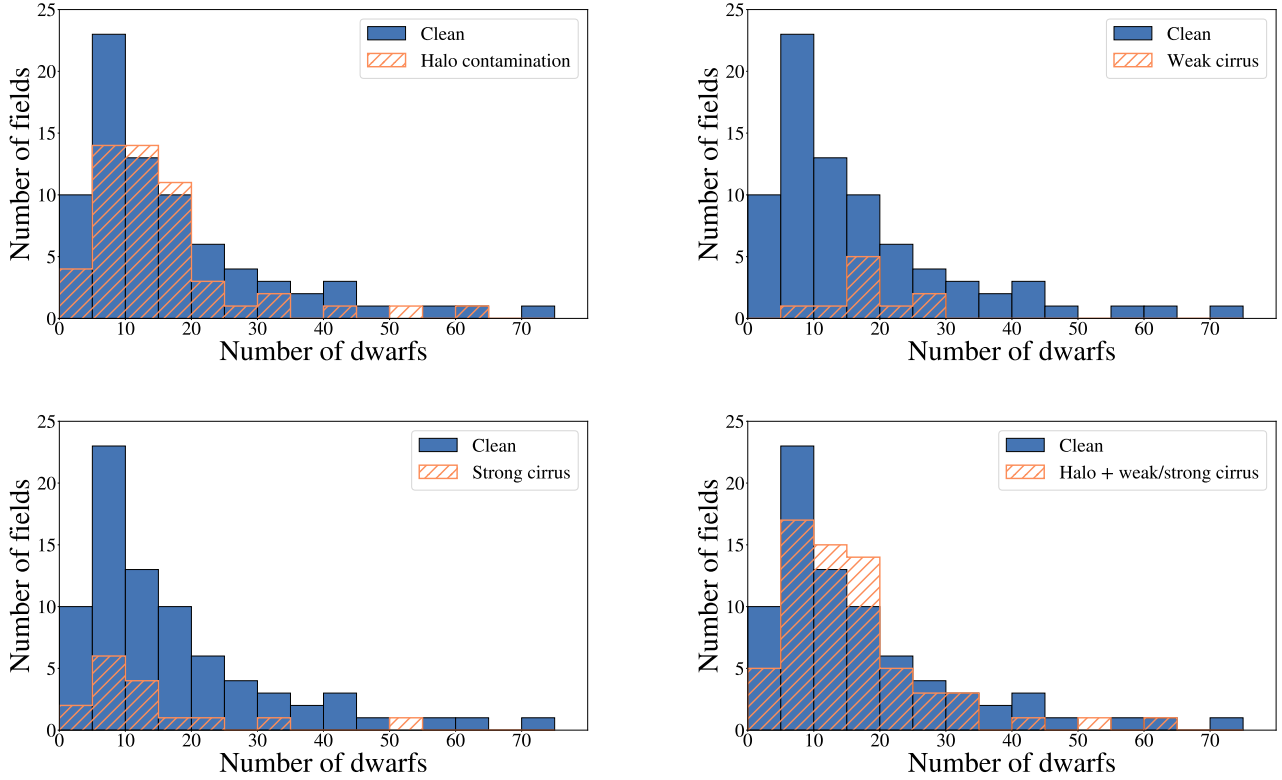 25
20
15
10
5
0
Number of fields
Clean
Halo contamination
0 10 20 30 40 50 60 70
Number of dwarfs
25
20
15
10
5
0
Number of fields
Clean
Weak cirrus
0 10 20 30 40 50 60 70
Number of dwarfs
25
20
15
10
5
0
Number of fields
Clean
Strong cirrus
0 10 20 30 40 50 60 70
Number of dwarfs
25
20
15
10
5
0
Number of fields
Clean
Halo + weak/strong cirrus
0 10 20 30 40 50 60 70
Number of dwarfs